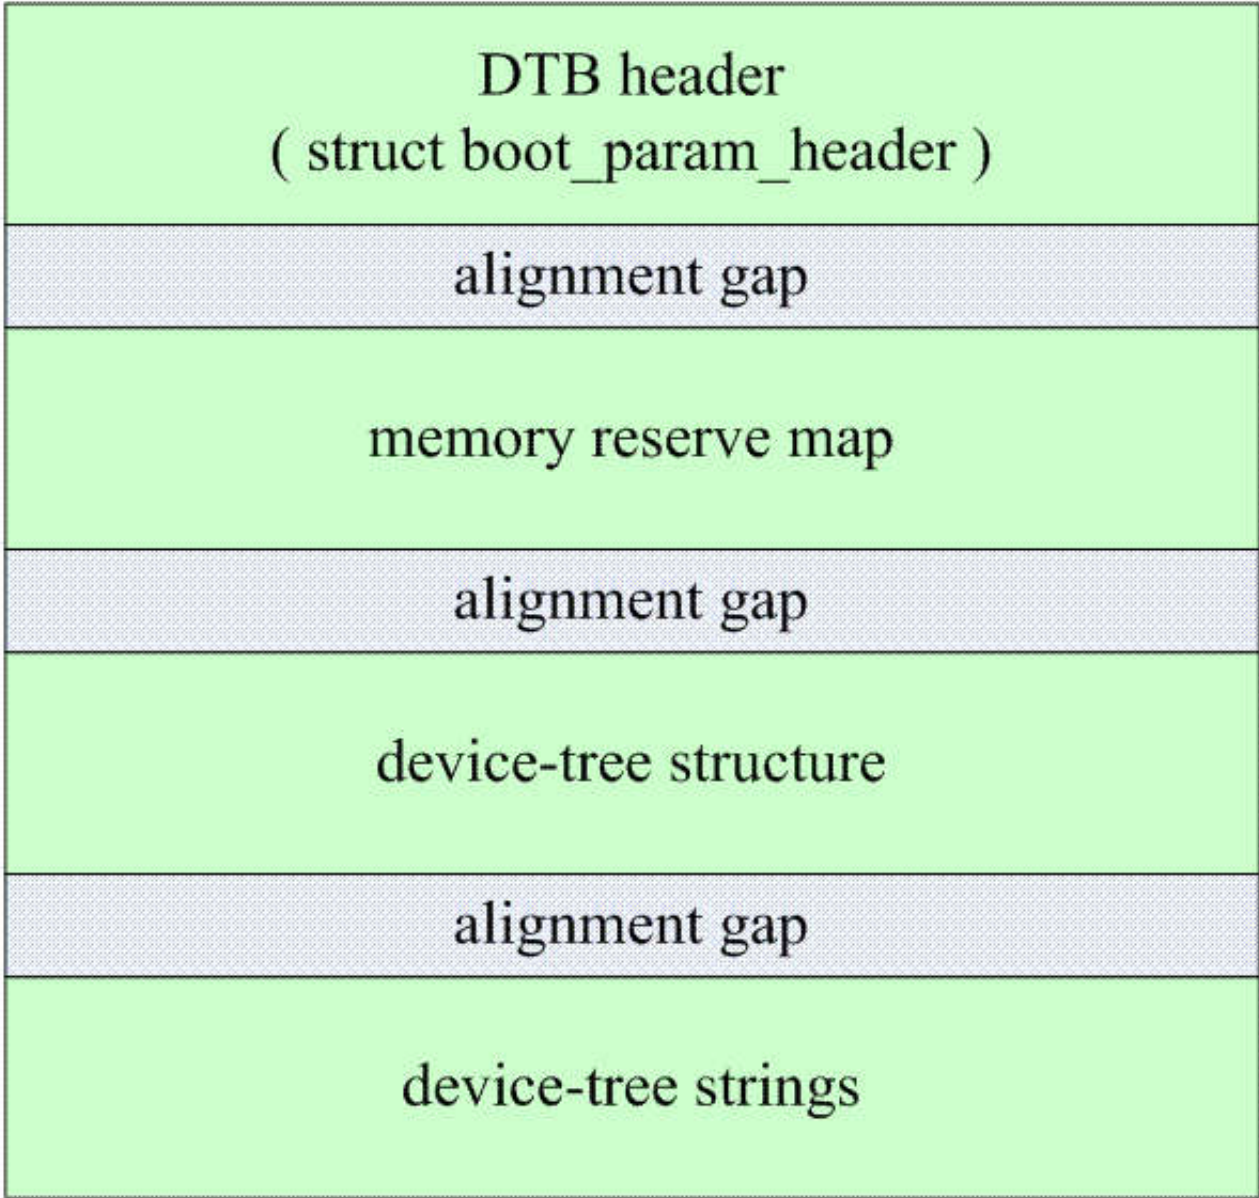 DTB header
( struct boot_param_header )
alignment gap
memory reserve map
alignment gap
device-tree structure
alignment gap
device-tree strings